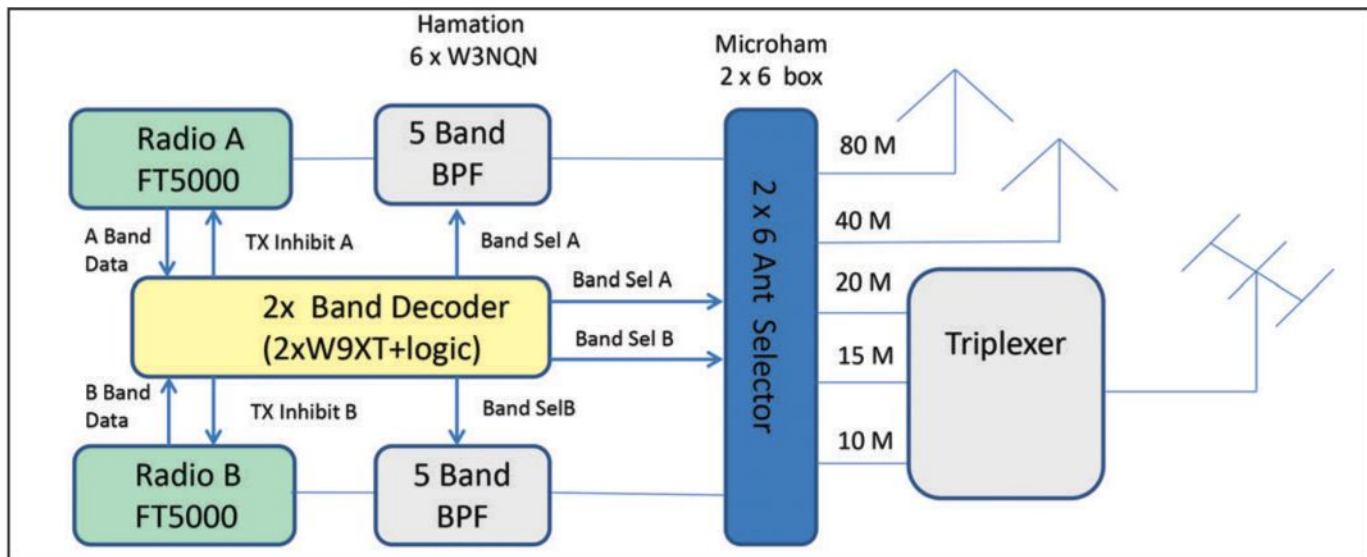 Hamation
6 x W3NQN
Microham
2 x 6 box
Radio A
FT5000
5 Band
BPF
80 M
A Band
Data
TX Inhibit A
Band Sel A
40 M
2x Band Decoder
(2xW9XT+logic)
Band Sel A
Band Sel B
2 x 6 Ant Selector
20 M
15 M
10 M
Triplexer
B Band
Data
TX Inhibit B
Band SelB
Radio B
FT5000
5 Band
BPF